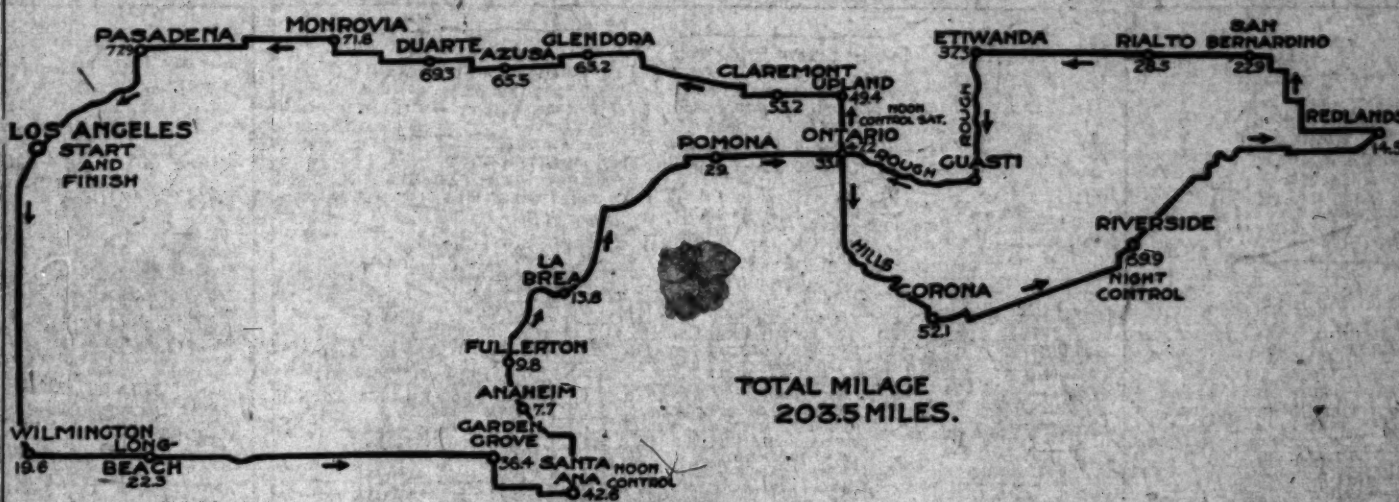 PASADENA
77.9
MONROVIA
71.8
DUARTE
69.3
AZUSA
65.5
GLENDORA
63.2
CLAREMONT
53.2
UPLAND
49.4
NOON
CONTROL SAT.
ETIWANDA
37.3
RIALTO
28.5
SAN
BERNARDINO
22.9
REDLANDS
14.5
LOS ANGELES
START
AND
FINISH
POMONA
29.
ONTARIO
ROUGH
ROUGH
GUASTI
RIVERSIDE
69.9
NIGHT
CONTROL
HILLS
CORONA
52.1
LA
BREA
13.8
FULLERTON
9.8
ANAHEIM
7.7
GARDEN
GROVE
36.4
SANTA
ANA
42.6
NOON
CONTROL
WILMINGTON
19.6
LONG-
BEACH
22.3
TOTAL MILAGE
203.5 MILES.